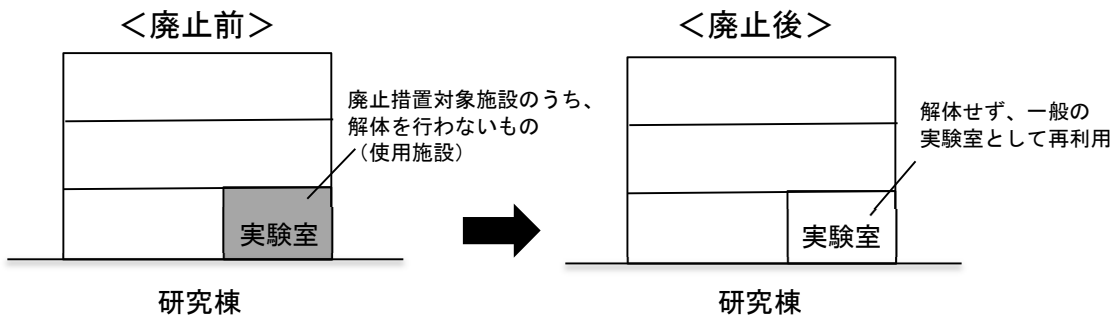 ＜廃止前＞
廃止措置対象施設のうち、
解体を行わないもの
（使用施設）
実験室
研究棟
＜廃止後＞
解体せず、一般の
実験室として再利用
実験室
研究棟